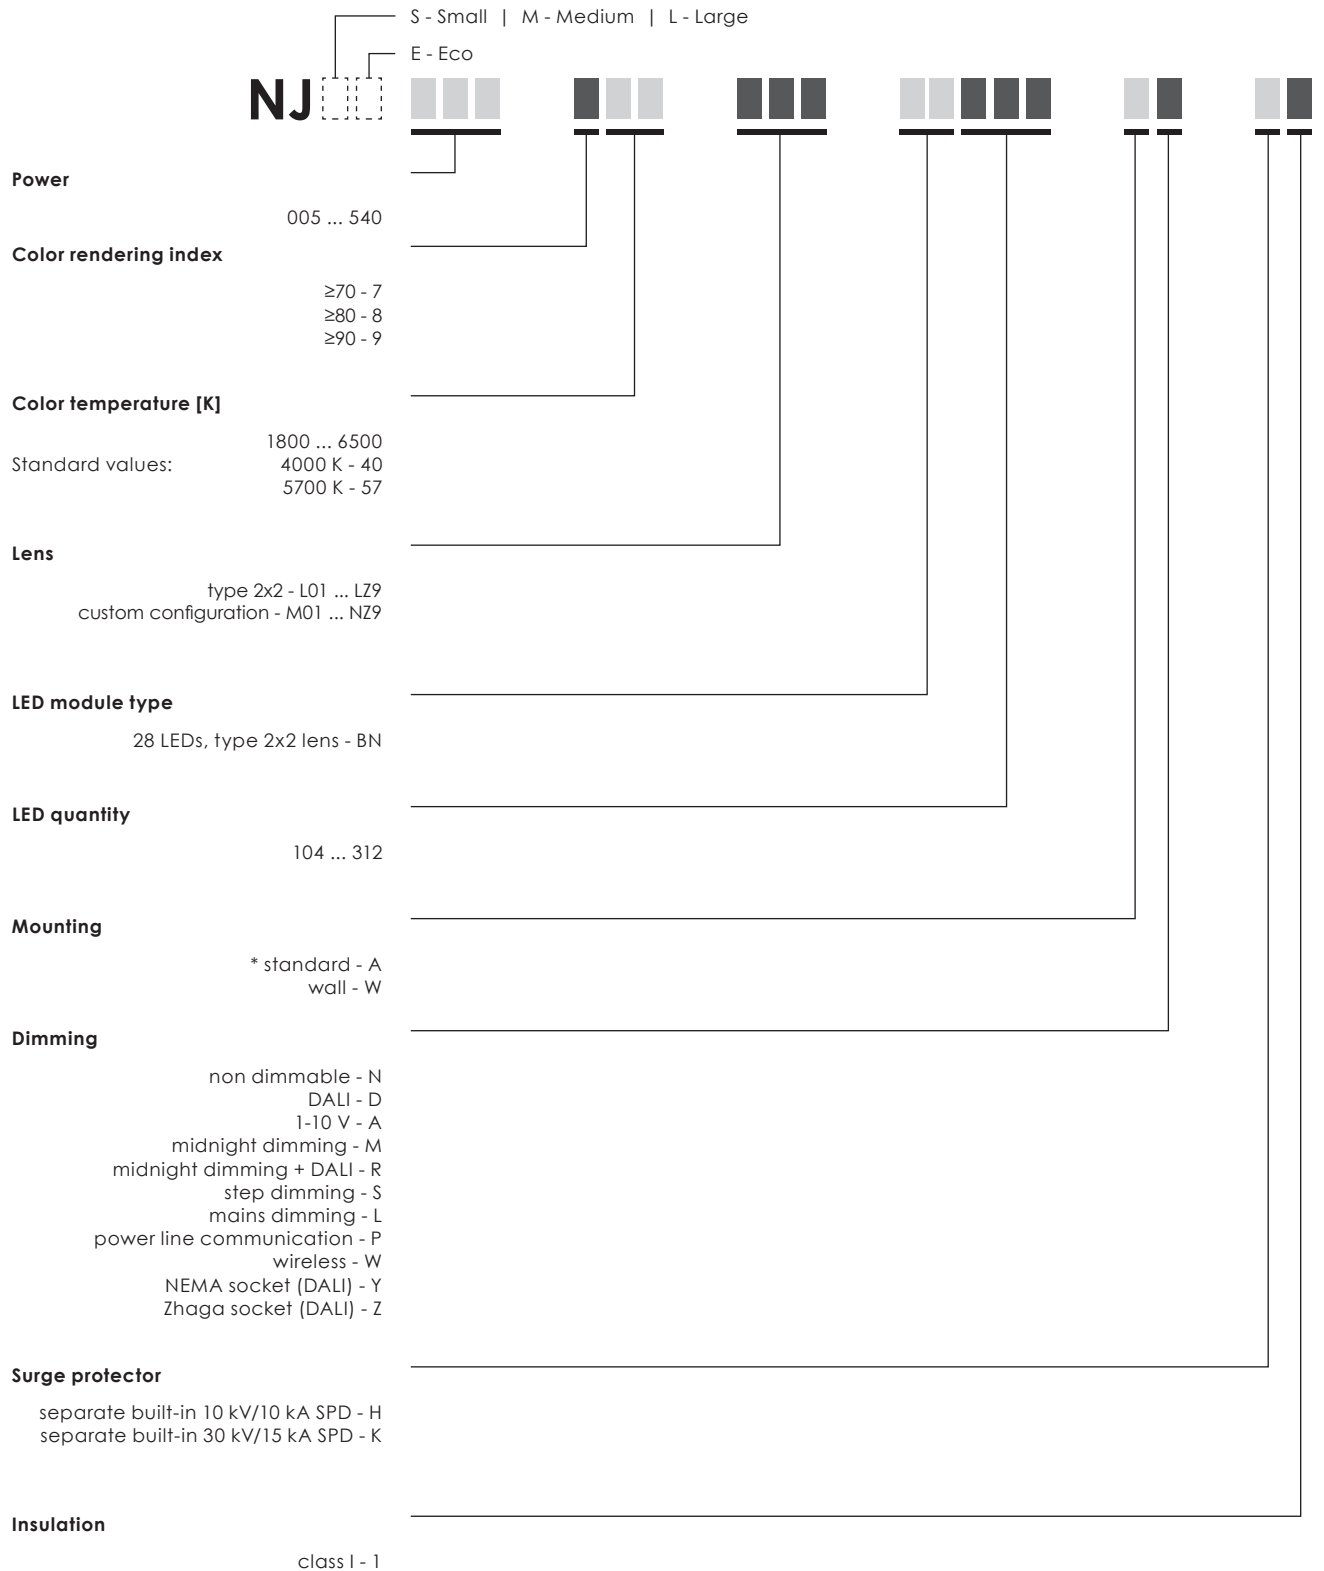 S - Small | M - Medium | L - Large
E - Eco
NJ
Power
005 ... 540
Color rendering index
≥70 - 7
≥80 - 8
≥90 - 9
Color temperature [K]
1800 ... 6500
Standard values: 4000 K - 40
5700 K - 57
Lens
type 2x2 - L01 ... LZ9
custom configuration - M01 ... NZ9
LED module type
28 LEDs, type 2x2 lens - BN
LED quantity
104 ... 312
Mounting
* standard - A
wall - W
Dimming
non dimmable - N
DALI - D
1-10 V - A
midnight dimming - M
midnight dimming + DALI - R
step dimming - S
mains dimming - L
power line communication - P
wireless - W
NEMA socket (DALI) - Y
Zhaga socket (DALI) - Z
Surge protector
separate built-in 10 kV/10 kA SPD - H
separate built-in 30 kV/15 kA SPD - K
Insulation
class I - 1